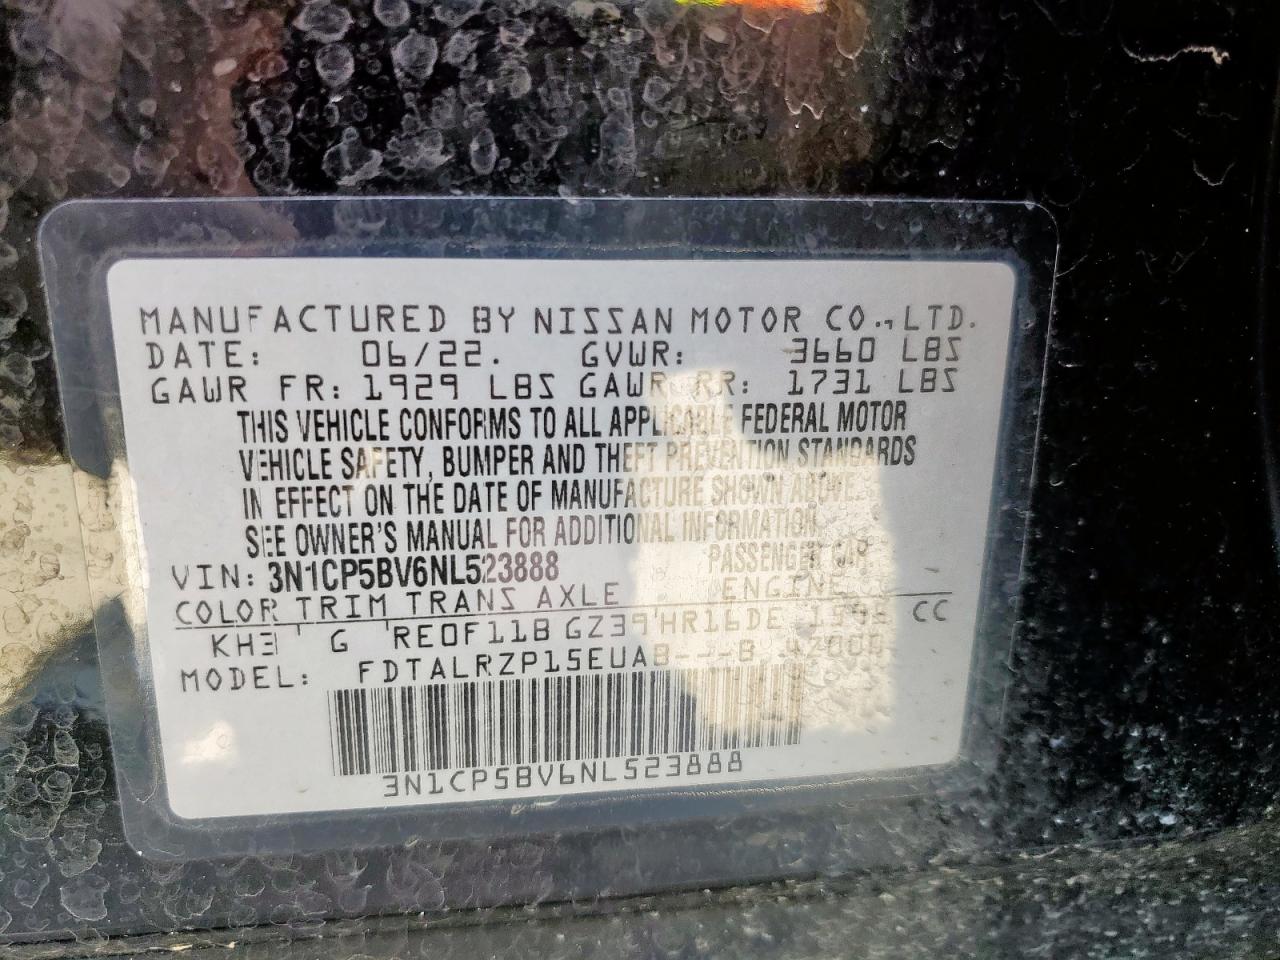 MANUFACTURED BY NISSAN MOTOR CO., LTD.
DATE: 06/22. GVWR: 3660 LBS
GAWR FR: 1929 LBS GAWR RR: 1731 LBS
THIS VEHICLE CONFORMS TO ALL APPLICABLE FEDERAL MOTOR
VEHICLE SAFETY, BUMPER AND THEFT PREVENTION STANDARDS
IN EFFECT ON THE DATE OF MANUFACTURE SHOWN ABOVE.
SEE OWNER'S MANUAL FOR ADDITIONAL INFORMATION.
VIN: 3N1CP5BV6NL523888 PASSENGER CAR
COLOR TRIM TRANS AXLE ENGINE
KH3 G RE0F11B GZ39 HR16DE CC
MODEL: FDTALRZP15EUA
3N1CP5BV6NL523888